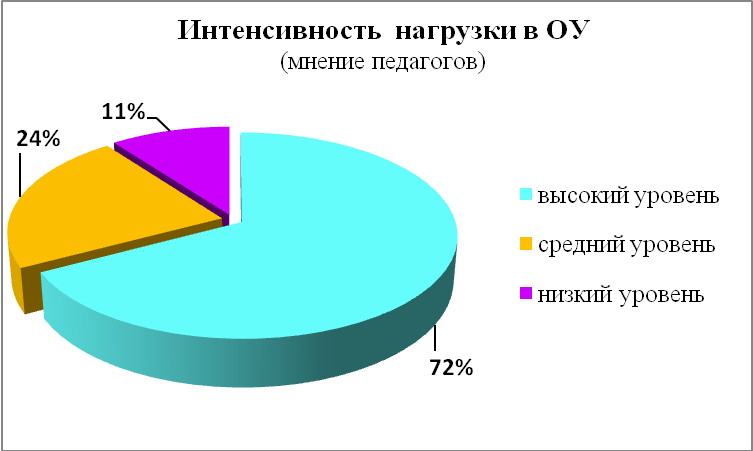 Интенсивность нагрузки в ОУ
(мнение педагогов)
11%
24%
72%
высокий уровень
средний уровень
низкий уровень